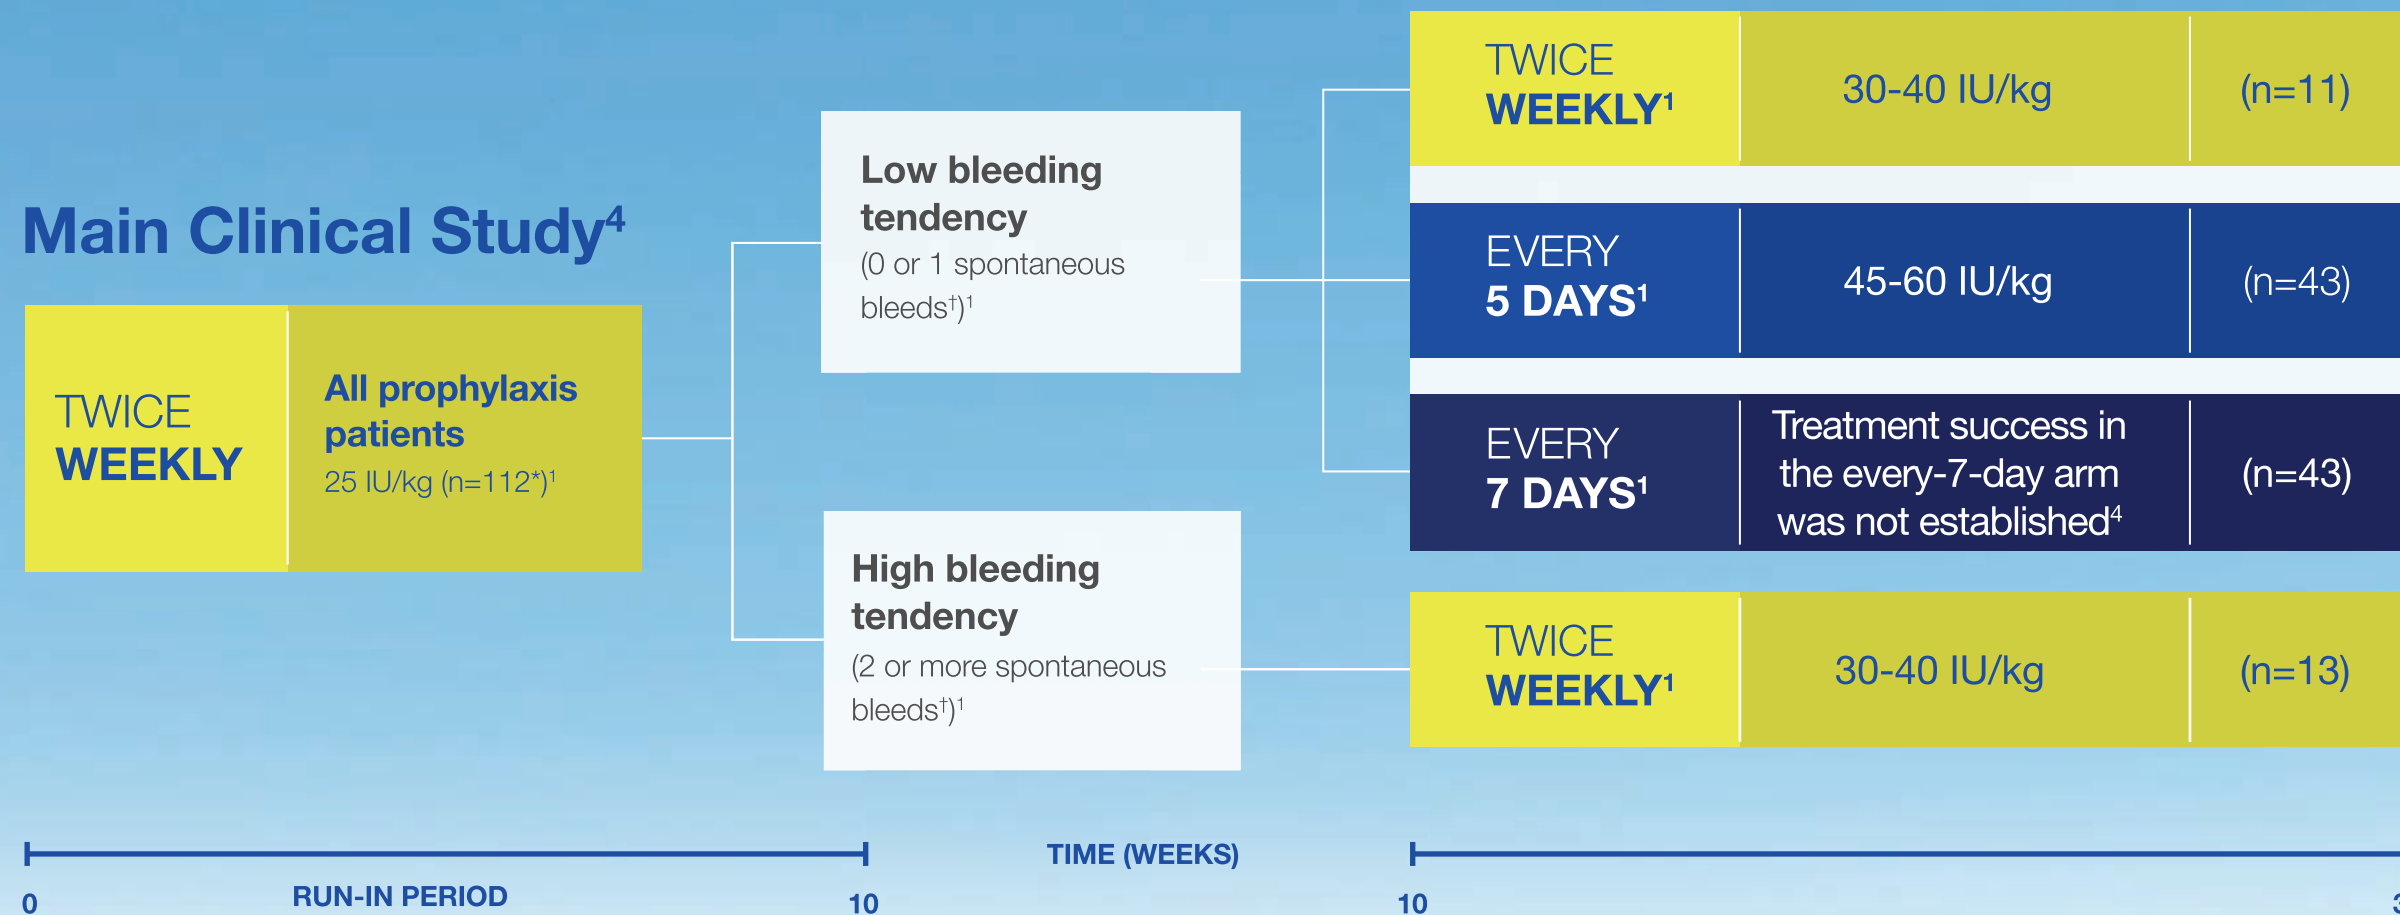 Main Clinical Study⁴
TWICE
WEEKLY
All prophylaxis
patients
25 IU/kg (n=112*)¹
Low bleeding
tendency
(0 or 1 spontaneous
bleeds†)¹
High bleeding
tendency
(2 or more spontaneous
bleeds†)¹
TWICE
WEEKLY¹
30-40 IU/kg
(n=11)
EVERY
5 DAYS¹
45-60 IU/kg
(n=43)
EVERY
7 DAYS¹
Treatment success in
the every-7-day arm
was not established⁴
(n=43)
TWICE
WEEKLY¹
30-40 IU/kg
(n=13)
TIME (WEEKS)
0
RUN-IN PERIOD
10
10